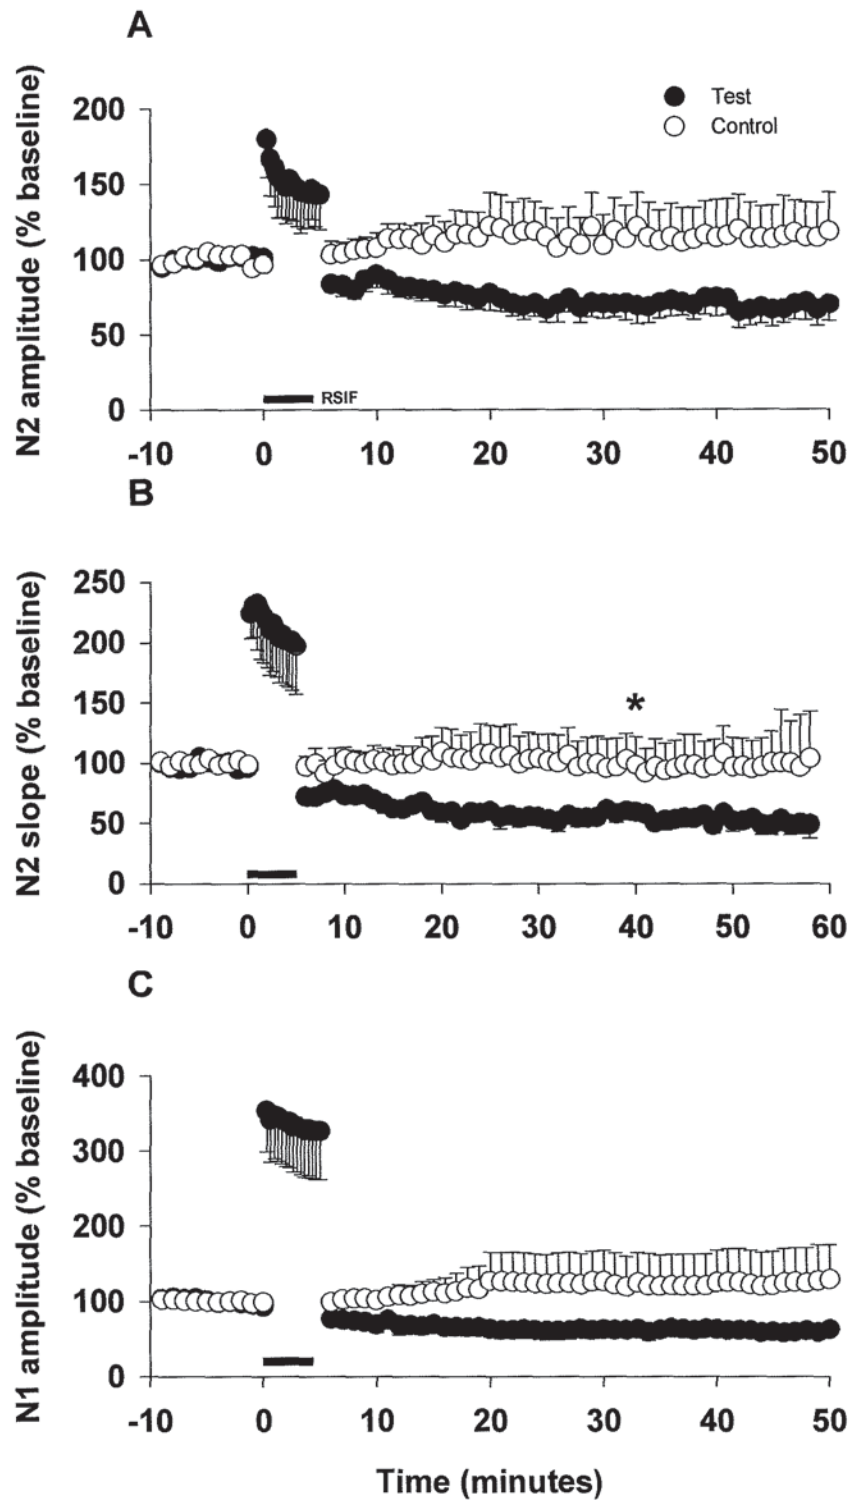 A
N2 amplitude (% baseline)
200
150
100
50
0
Test
Control
RSIF
-10 0 10 20 30 40 50
B
N2 slope (% baseline)
250
200
150
100
50
0
*
-10 0 10 20 30 40 50 60
C
N1 amplitude (% baseline)
400
300
200
100
0
-10 0 10 20 30 40 50
Time (minutes)